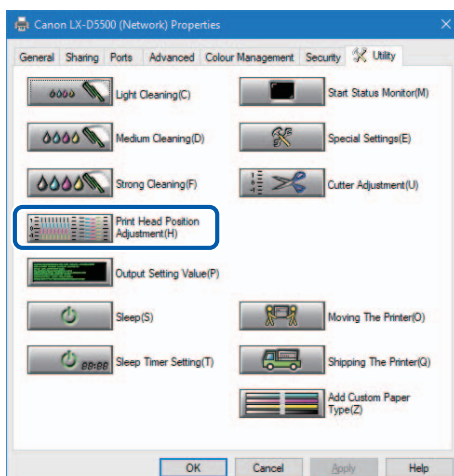 Canon LX-D5500 (Network) Properties
General Sharing Ports Advanced Colour Management Security Utility
Light Cleaning(C)
Start Status Monitor(M)
Medium Cleaning(D)
Special Settings(E)
Strong Cleaning(F)
Cutter Adjustment(U)
Print Head Position
Adjustment(H)
Output Setting Value(P)
Sleep(S)
Moving The Printer(O)
Sleep Timer Setting(T)
Shipping The Printer(Q)
Add Custom Paper
Type(Z)
OK Cancel Apply Help